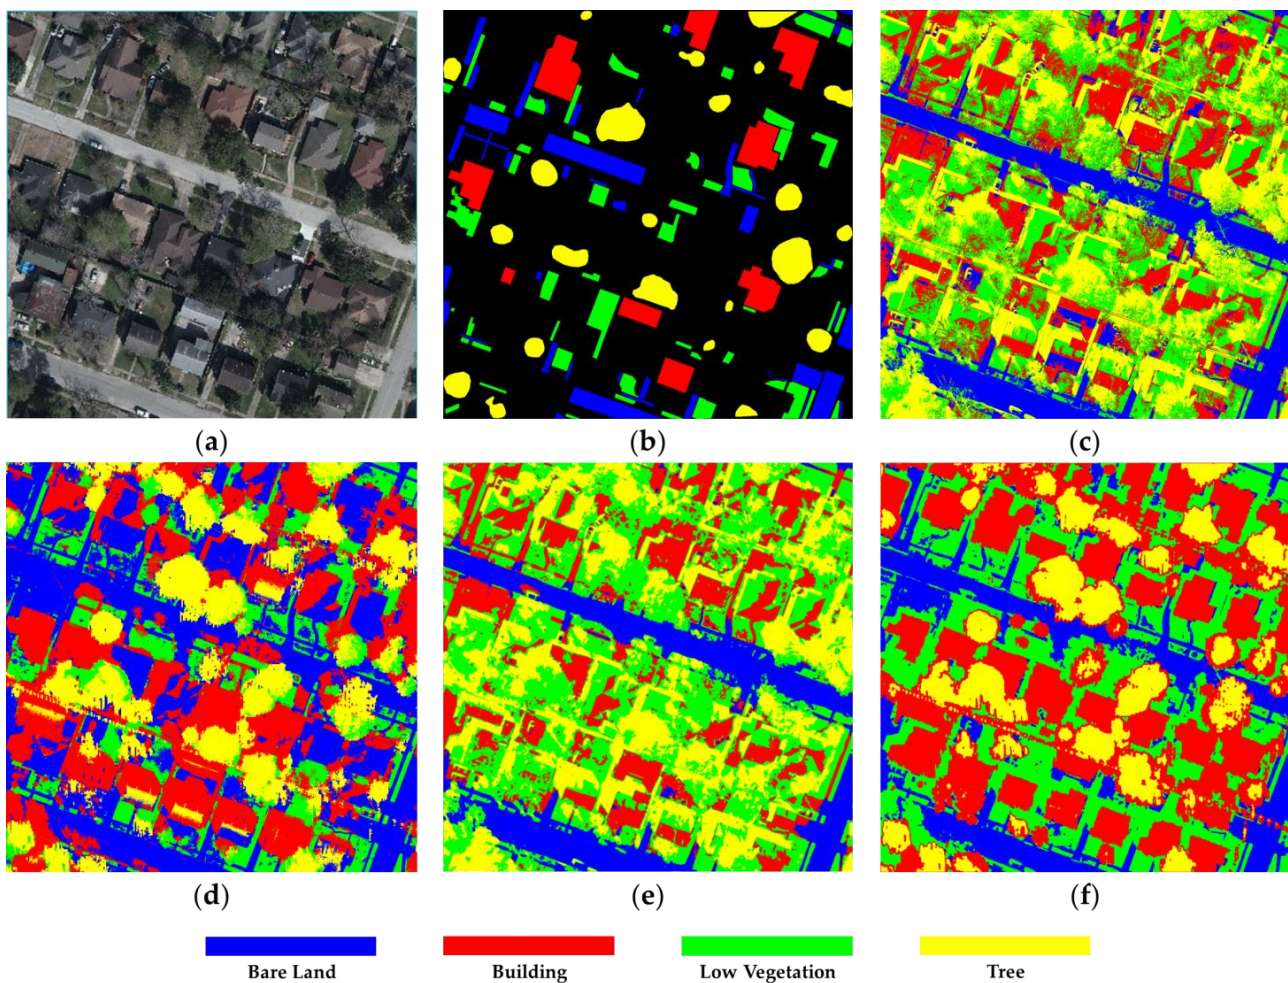 (a)
(b)
(c)
(d)
(e)
(f)
Bare Land
Building
Low Vegetation
Tree